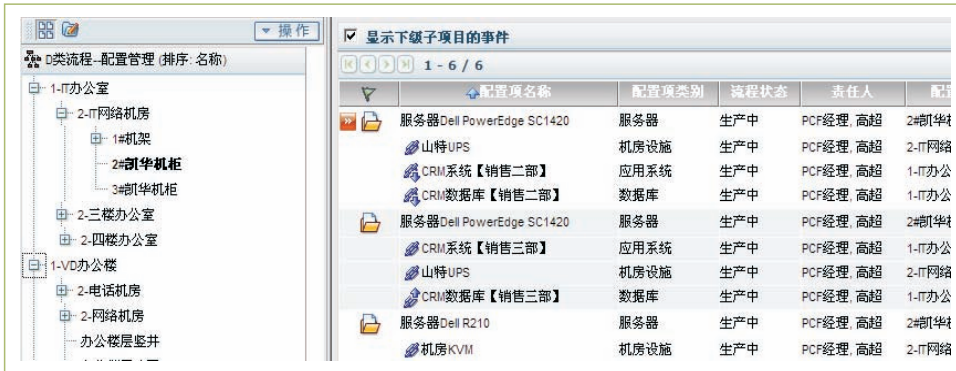 操作
D类流程--配置管理 (排序: 名称)
1-IT办公室
2-IT网络机房
1#机架
2#凯华机柜
3#凯华机柜
2-三楼办公室
2-四楼办公室
1-VD办公楼
2-电话机房
2-网络机房
办公楼层竖井
显示下级子项目的事件
1 - 6 / 6
配置项名称 配置项类别 流程状态 责任人
服务器Dell PowerEdge SC1420 服务器 生产中 PCF经理, 高超 2#凯华
山特UPS 机房设施 生产中 PCF经理, 高超 2-IT网络
CRM系统【销售二部】 应用系统 生产中 PCF经理, 高超 1-IT办公
CRM数据库【销售二部】 数据库 生产中 PCF经理, 高超 1-IT办公
服务器Dell PowerEdge SC1420 服务器 生产中 PCF经理, 高超 2#凯华
CRM系统【销售三部】 应用系统 生产中 PCF经理, 高超 1-IT办公
山特UPS 机房设施 生产中 PCF经理, 高超 2-IT网络
CRM数据库【销售三部】 数据库 生产中 PCF经理, 高超 1-IT办公
服务器Dell R210 服务器 生产中 PCF经理, 高超 2#凯华
机房KVM 机房设施 生产中 PCF经理, 高超 2-IT网络